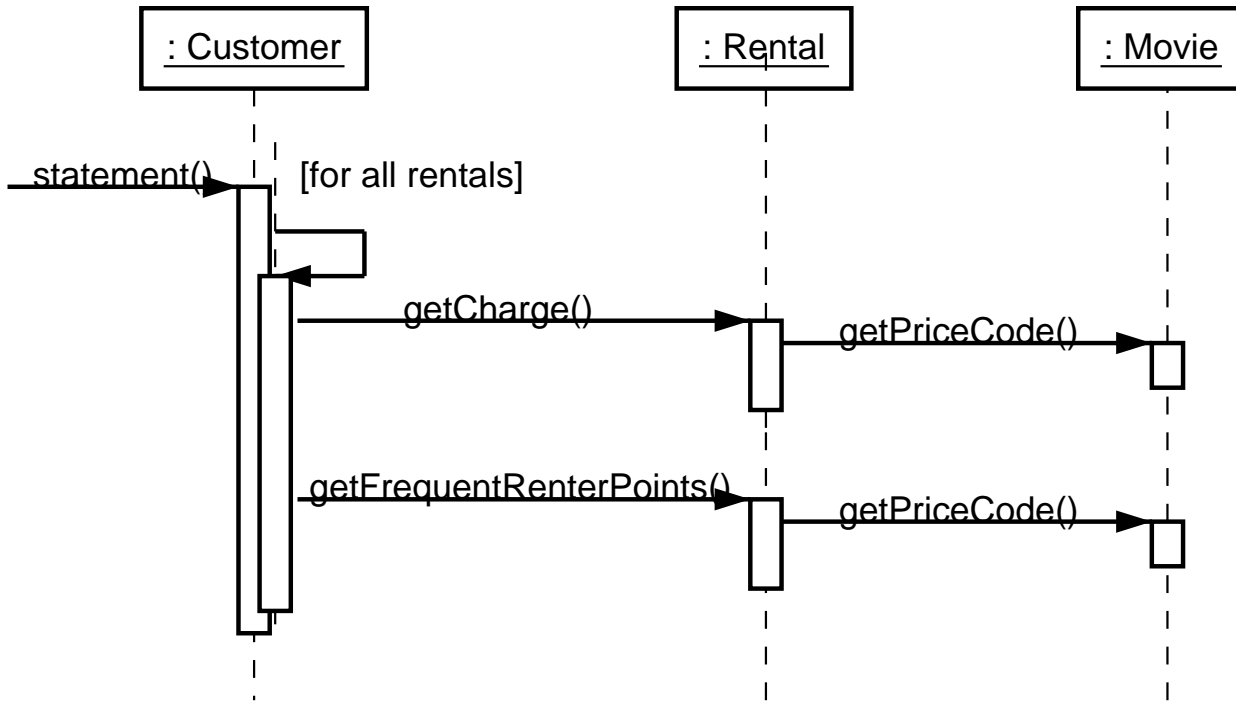 : Customer
: Rental
: Movie
statement()
[for all rentals]
getCharge()
getPriceCode()
getFrequentRenterPoints()
getPriceCode()